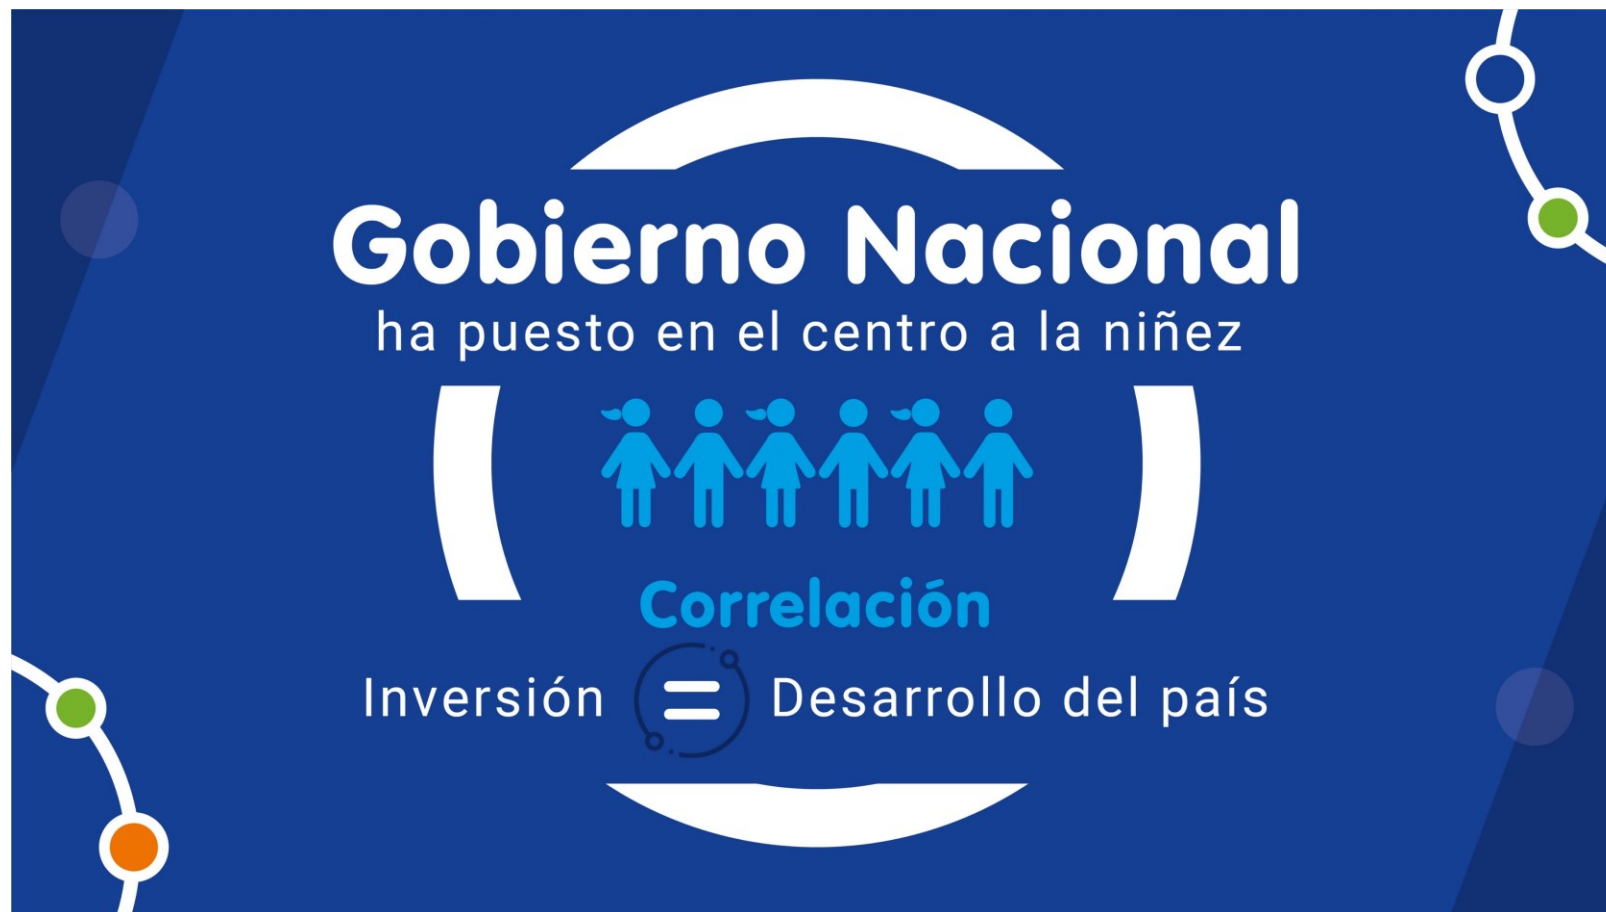 Gobierno Nacional
ha puesto en el centro a la niñez
Correlación
Inversión = Desarrollo del país